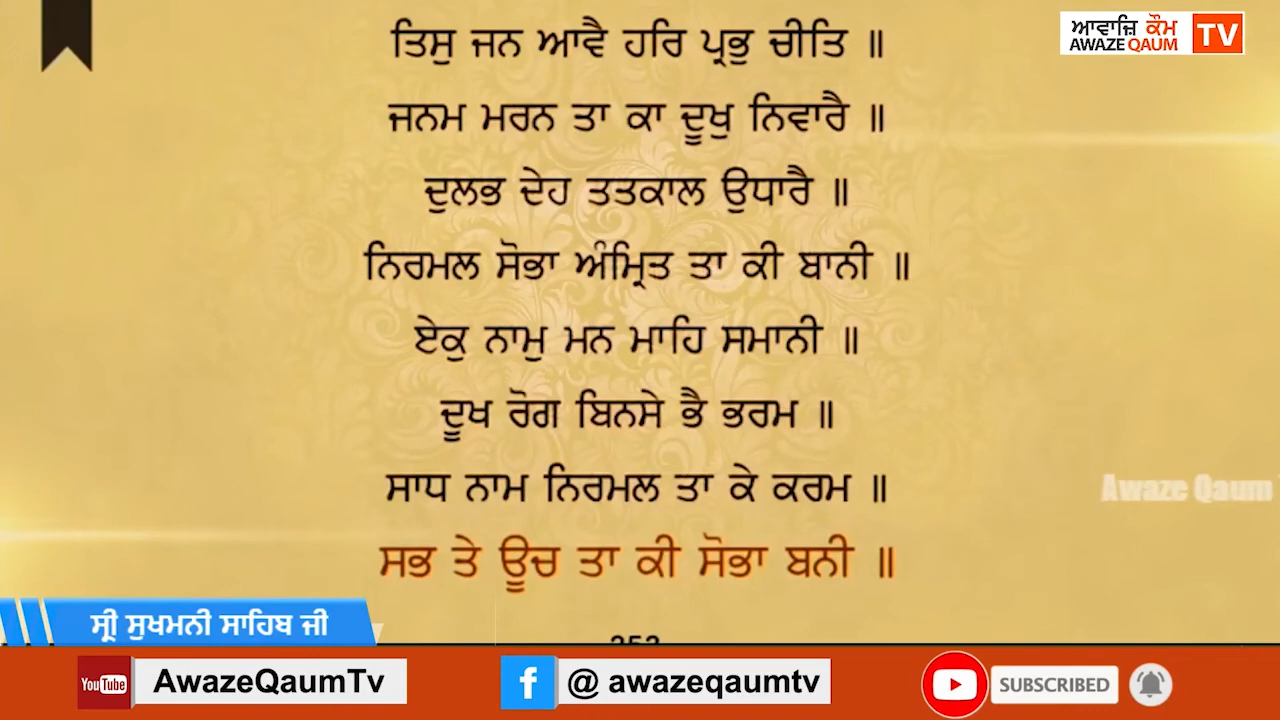 ਆਵਾਜ਼ਿ ਕੌਮ
AWAZE QAUM
TV
ਤਿਸੁ ਜਨ ਆਵੈ ਹਰਿ ਪ੍ਰਭੁ ਚੀਤਿ ॥
ਜਨਮ ਮਰਨ ਤਾ ਕਾ ਦੂਖੁ ਨਿਵਾਰੈ ॥
ਦੁਲਭ ਦੇਹ ਤਤਕਾਲ ਉਧਾਰੈ ॥
ਨਿਰਮਲ ਸੋਭਾ ਅੰਮ੍ਰਿਤ ਤਾ ਕੀ ਬਾਨੀ ॥
ਏਕੁ ਨਾਮੁ ਮਨ ਮਾਹਿ ਸਮਾਨੀ ॥
ਦੂਖ ਰੋਗ ਬਿਨਸੇ ਭੈ ਭਰਮ ॥
ਸਾਧ ਨਾਮ ਨਿਰਮਲ ਤਾ ਕੇ ਕਰਮ ॥
Awaze Qaum
ਸਭ ਤੇ ਊਚ ਤਾ ਕੀ ਸੋਭਾ ਬਨੀ ॥
ਸ੍ਰੀ ਸੁਖਮਨੀ ਸਾਹਿਬ ਜੀ
YouTube AwazeQaumTv
f @ awazeqaumtv
SUBSCRIBED